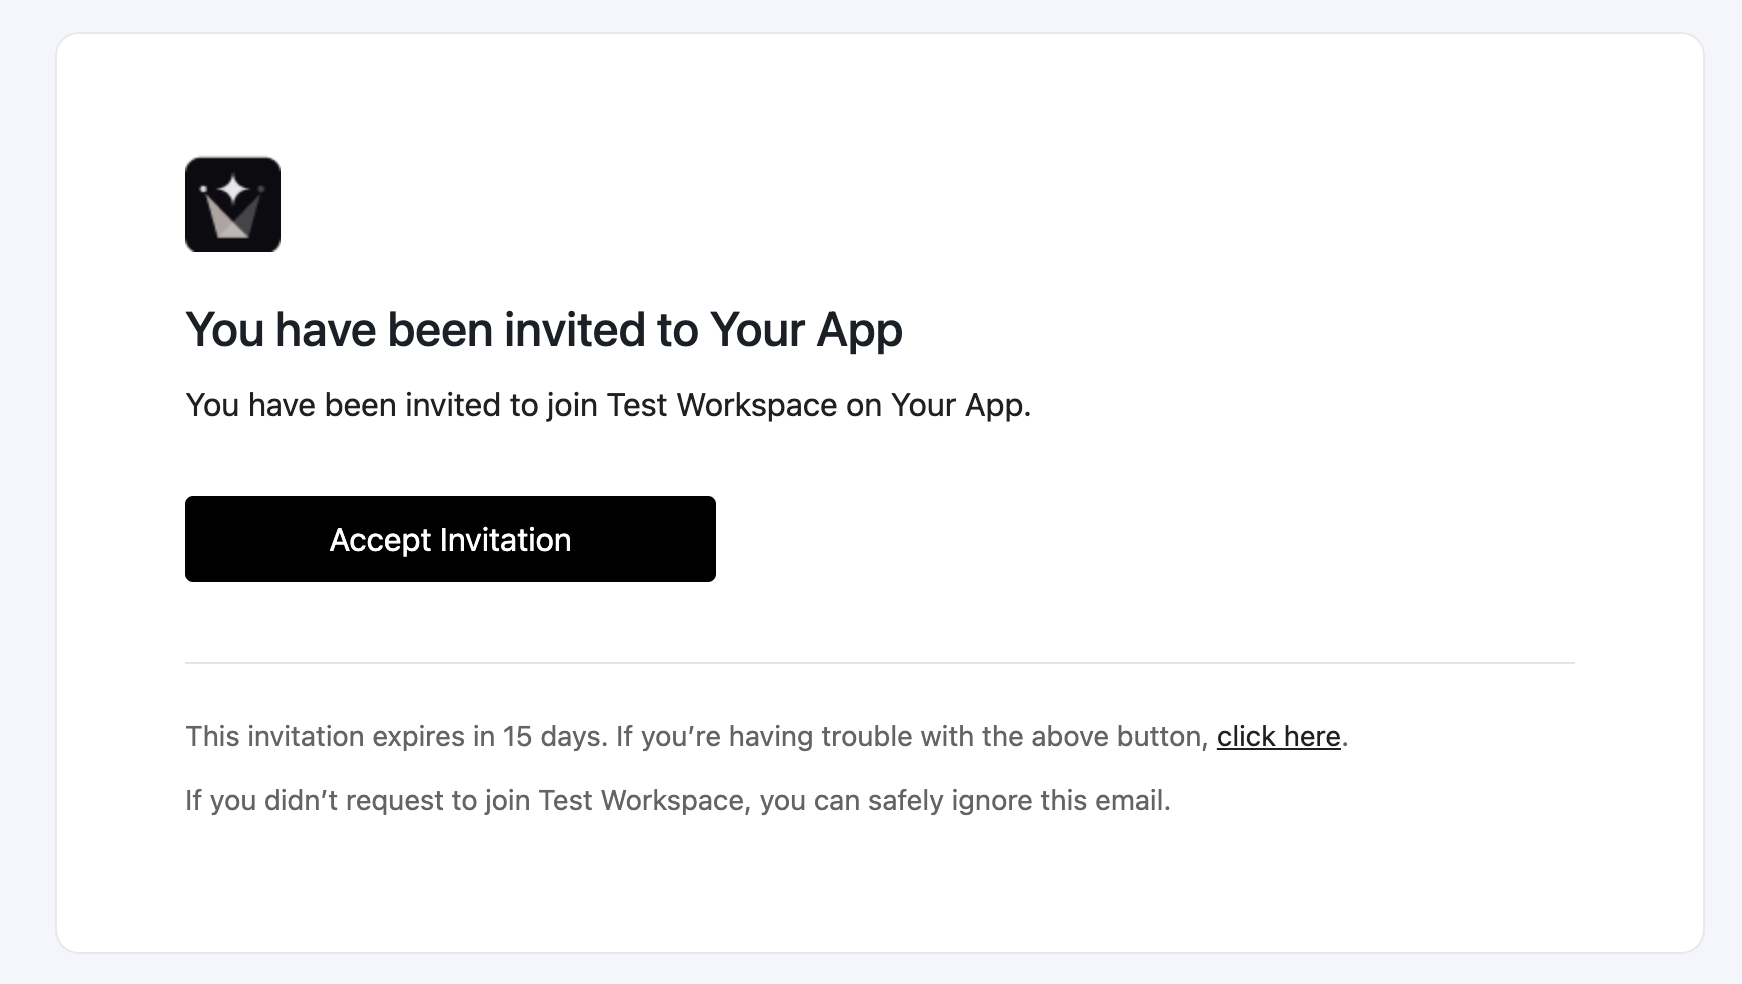 You have been invited to Your App
You have been invited to join Test Workspace on Your App.
Accept Invitation
This invitation expires in 15 days. If you’re having trouble with the above button, click here.
If you didn’t request to join Test Workspace, you can safely ignore this email.